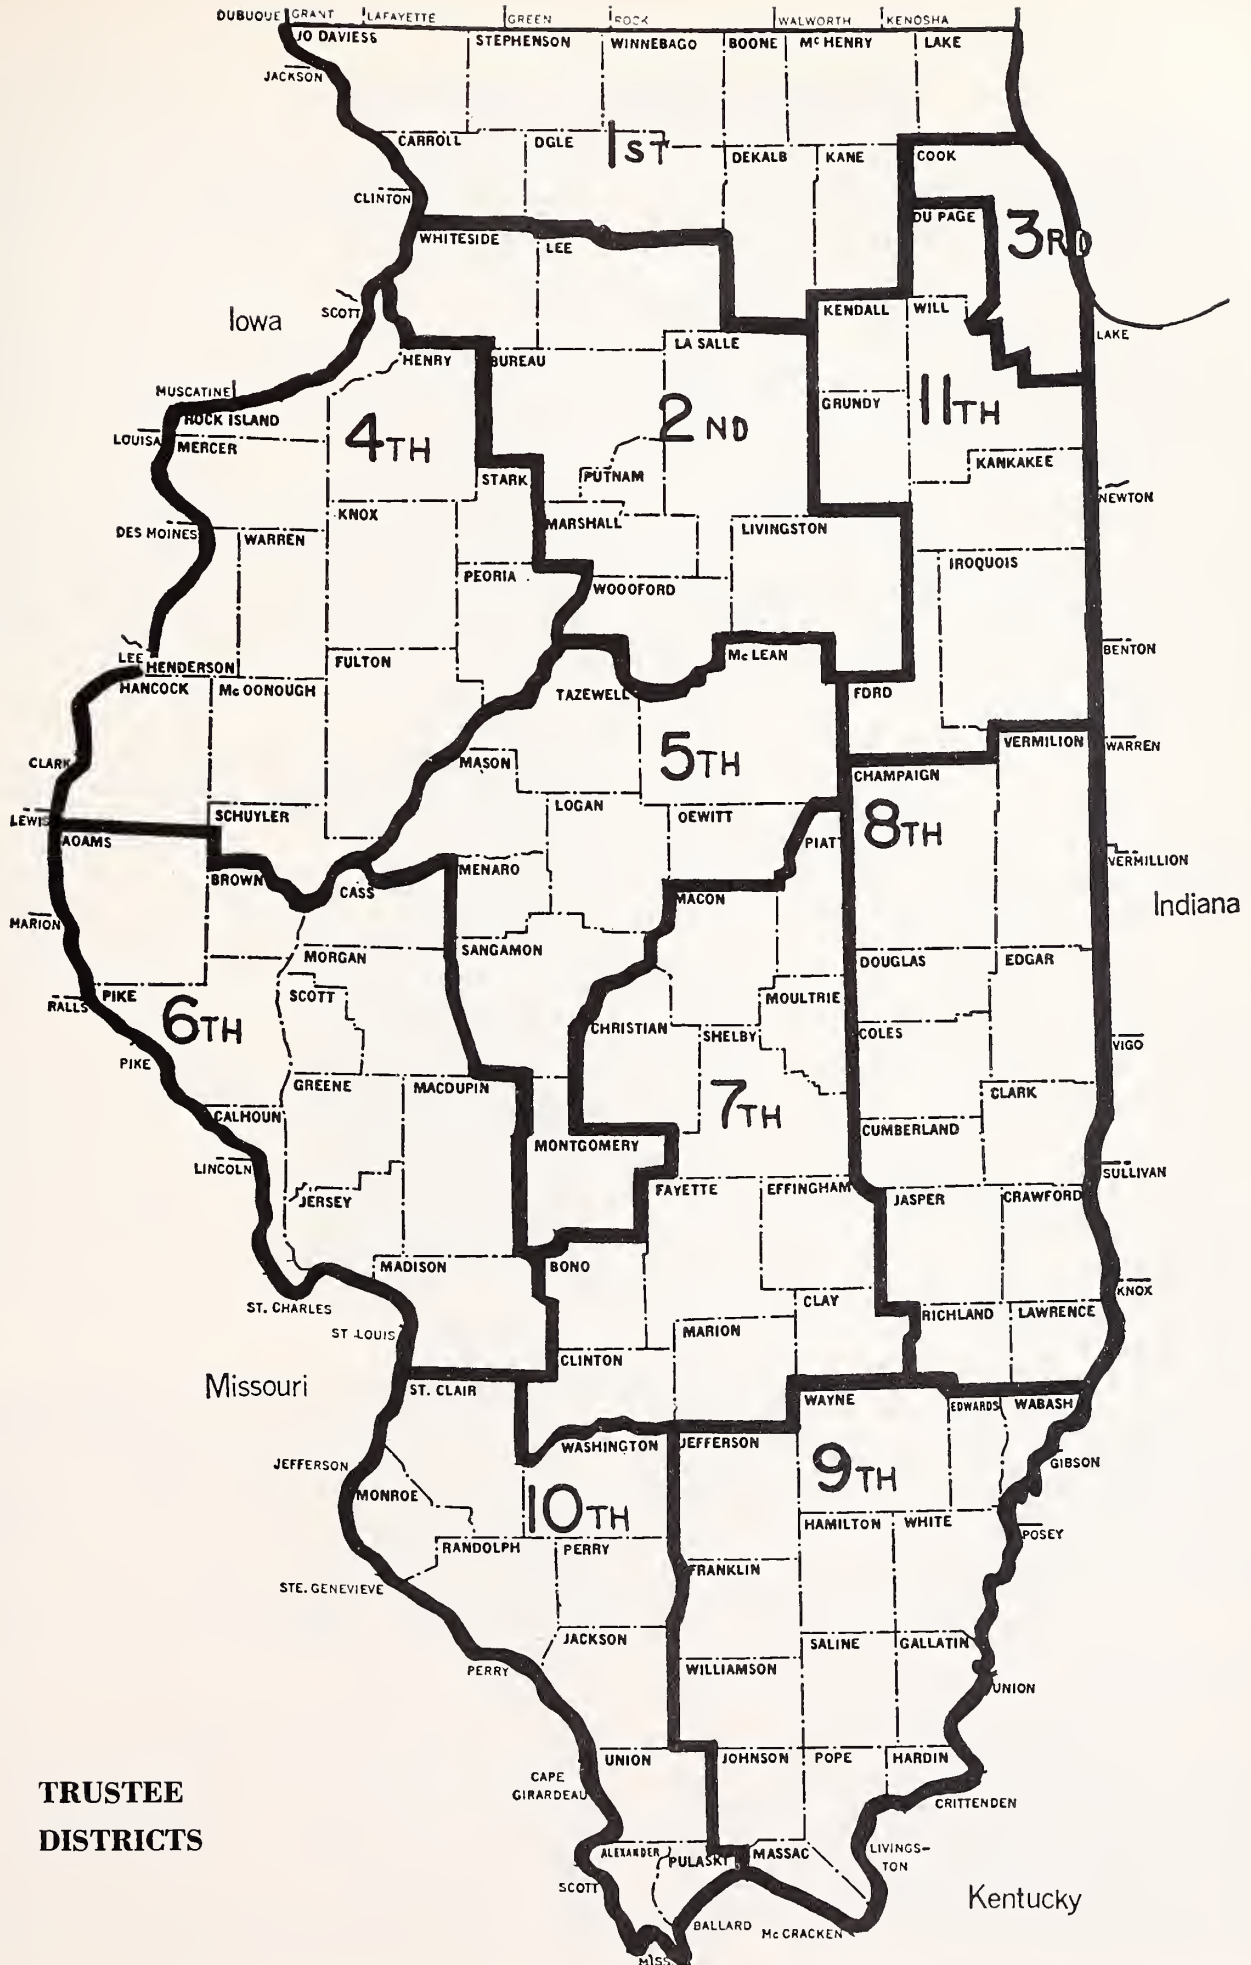 DUBUQUE GRANT LAFAYETTE GREEN ROCK WALWORTH KENOSHA
JO DAVIESS STEPHENSON WINNEBAGO BOONE McHENRY LAKE
JACKSON
CARROLL OGLE 1ST DEKALB KANE COOK
CLINTON
WHITESIDE LEE DU PAGE 3RD
Iowa SCOTT KENDALL WILL
HENRY BUREAU LA SALLE LAKE
MUSCATINE ROCK ISLAND GRUNDY 11TH
LOUISA MERCER 4TH 2ND
STARK PUTNAM KANKAKEE
KNOX MARSHALL LIVINGSTON NEWTON
DES MOINES WARREN
PEORIA WOOOFORD IROQUOIS
LEE HENDERSON FULTON McLEAN BENTON
HANCOCK McOONOUGH TAZEWELL FORD
CLARK MASON 5TH VERMILION WARREN
CHAMPAIGN
LEWIS SCHUYLER LOGAN OEWITT 8TH
AOAMS PIATT
BROWN CASS MENARO VERMILLION
MACON Indiana
MARION MORGAN SANGAMON DOUGLAS EDGAR
RALLS PIKE SCOTT MOULTRIE
6TH CHRISTIAN SHELBY COLES
PIKE VIGO
GREENE MACDUPIN 7TH CLARK
CALHOUN MONTGOMERY CUMBERLAND
LINCOLN SULLIVAN
JERSEY FAYETTE EFFINGHAM JASPER CRAWFORD
MADISON BONO
ST. CHARLES CLAY KNOX
ST. LOUIS MARION RICHLAND LAWRENCE
CLINTON
Missouri ST. CLAIR WAYNE EDWARDS WABASH
WASHINGTON JEFFERSON
JEFFERSON 9TH GIBSON
MONROE 10TH
HAMILTON WHITE POSEY
RANDOLPH PERRY
STE. GENEVIEVE FRANKLIN
JACKSON SALINE GALLATIN
PERRY WILLIAMSON
UNION
UNION JOHNSON POPE HARDIN
CAPE
GIRARDEAU
CRITTENDEN
TRUSTEE
DISTRICTS
ALEXANDER PULASKI MASSAC LIVINGS-
TON
SCOTT
Kentucky
BALLARD McCRACKEN
MISS